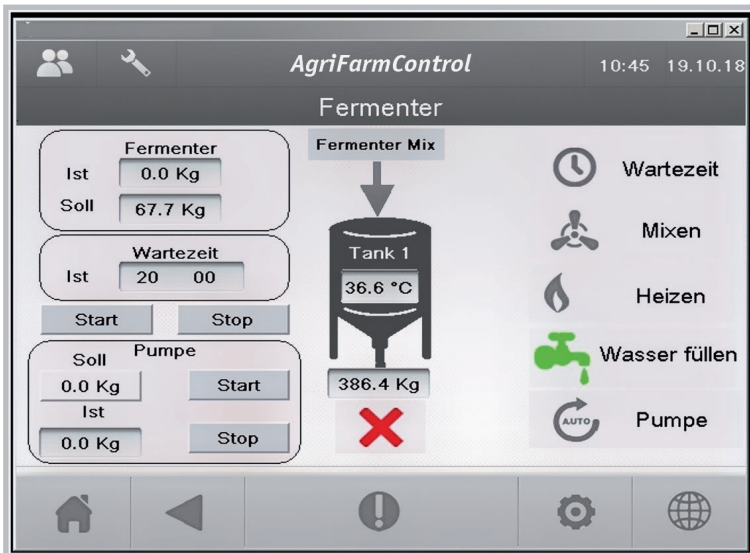 AgriFarmControl
10:45 19.10.18
Fermenter
Fermenter
Ist 0.0 Kg
Soll 67.7 Kg
Wartezeit
Ist 20 00
Start Stop
Pumpe
Soll
0.0 Kg Start
Ist
0.0 Kg Stop
Fermenter Mix
Tank 1
36.6 °C
386.4 Kg
Wartezeit
Mixen
Heizen
Wasser füllen
AUTO Pumpe